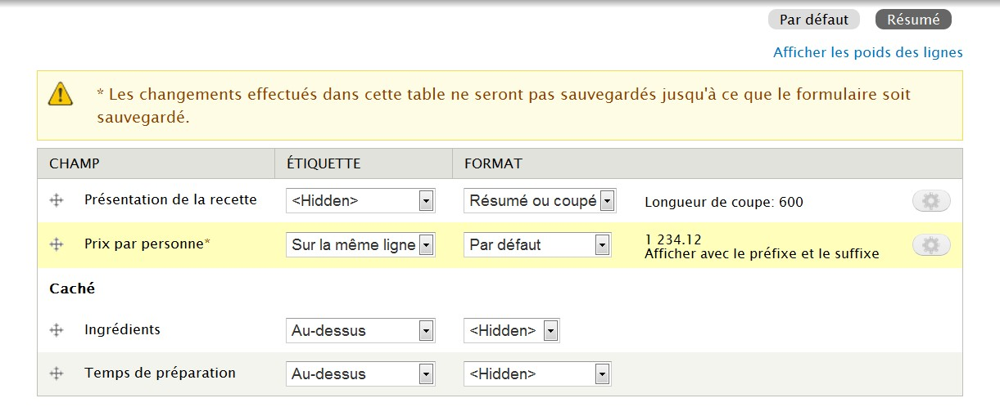 Par défaut Résumé
Afficher les poids des lignes
* Les changements effectués dans cette table ne seront pas sauvegardés jusqu'à ce que le formulaire soit
sauvegardé.
CHAMP ÉTIQUETTE FORMAT
Présentation de la recette <Hidden> Résumé ou coupé Longueur de coupe: 600
Prix par personne* Sur la même ligne Par défaut 1 234.12
Afficher avec le préfixe et le suffixe
Caché
Ingrédients Au-dessus <Hidden>
Temps de préparation Au-dessus <Hidden>